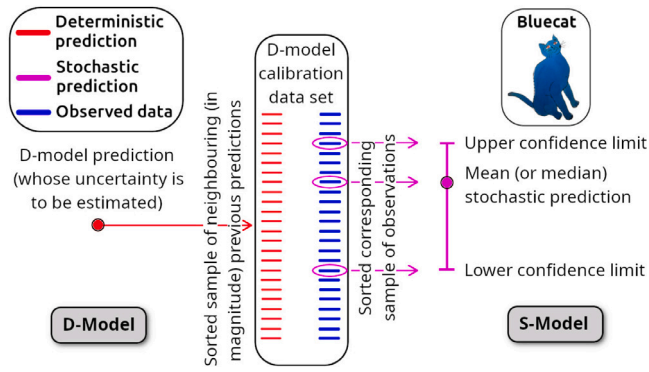 Deterministic
prediction
Stochastic
prediction
Observed data
D-model prediction
(whose uncertainty is
to be estimated)
D-Model
Sorted sample of neighbouring (in
magnitude) previous predictions
D-model
calibration
data set
Sorted corresponding
sample of observations
Bluecat
Upper confidence limit
Mean (or median)
stochastic prediction
Lower confidence limit
S-Model